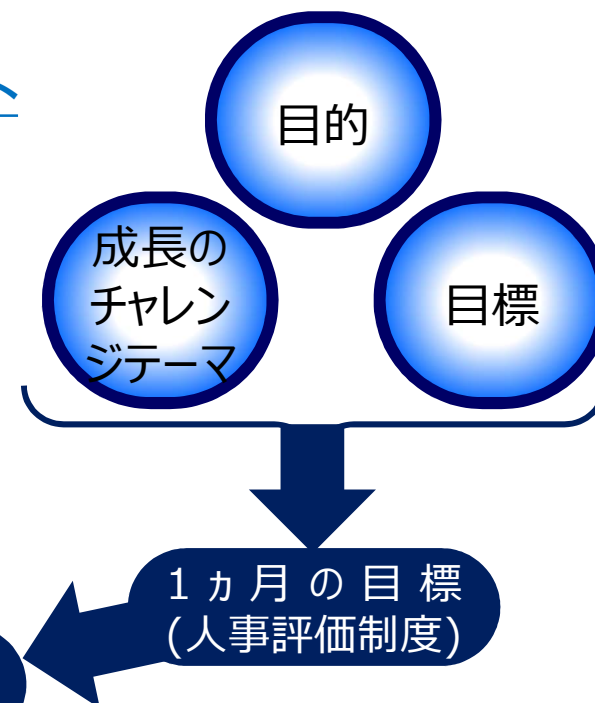 目的
成長の
チャレン
ジテーマ
目標
1ヵ月の目標
(人事評価制度)